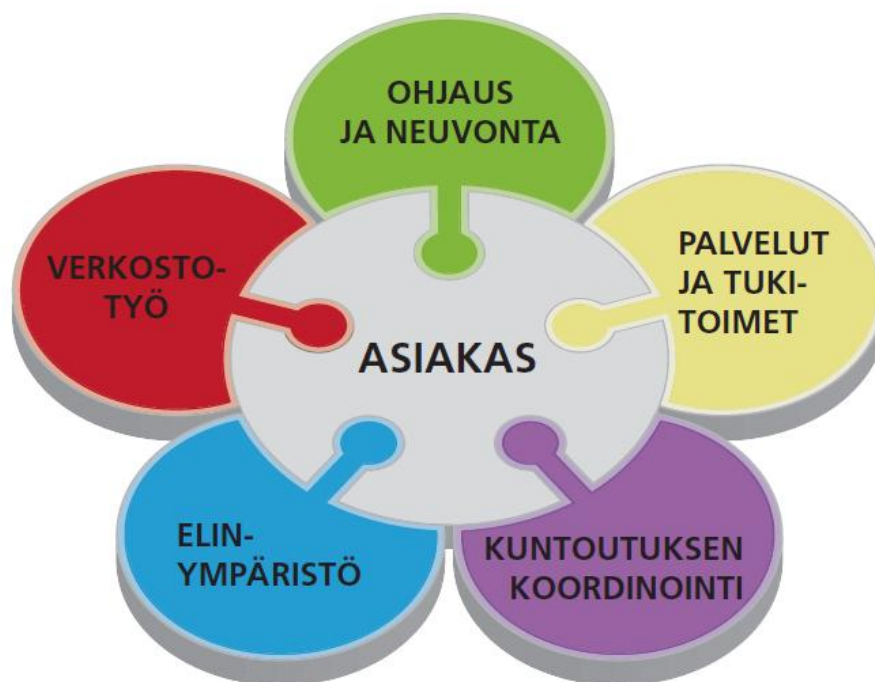 OHJAUS
JA NEUVONTA
PALVELUT
JA TUKI-
TOIMET
VERKOSTO-
TYÖ
ASIAKAS
ELIN-
YMPÄRISTÖ
KUNTOUTUKSEN
KOORDINOINTI